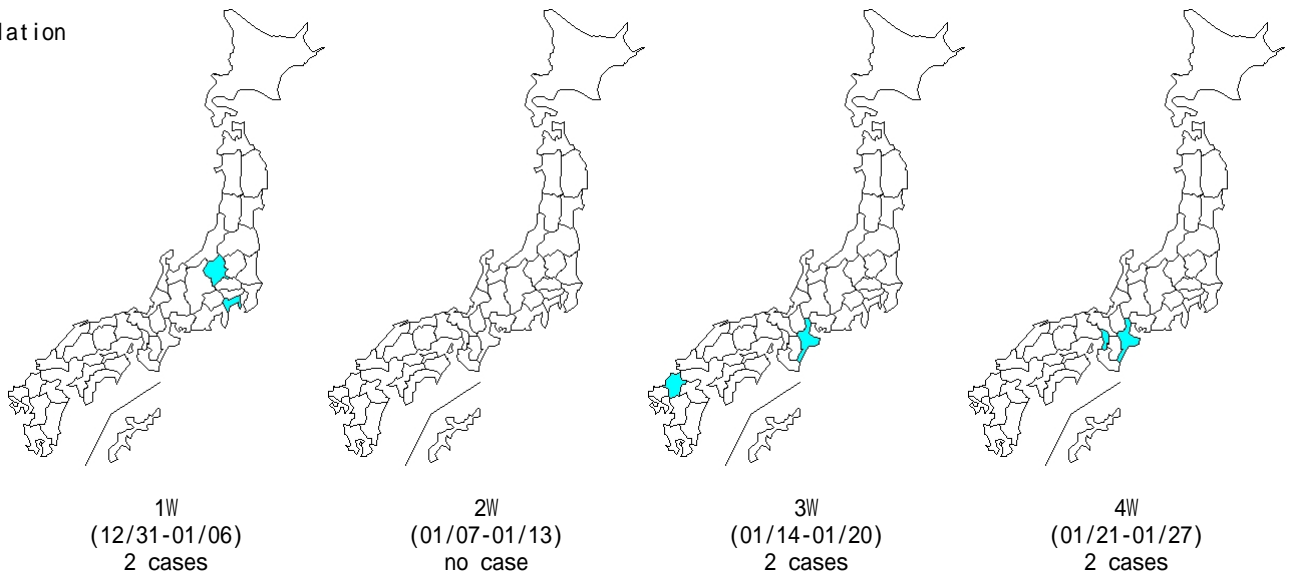 lation
1W
(12/31-01/06)
2 cases
2W
(01/07-01/13)
no case
3W
(01/14-01/20)
2 cases
4W
(01/21-01/27)
2 cases